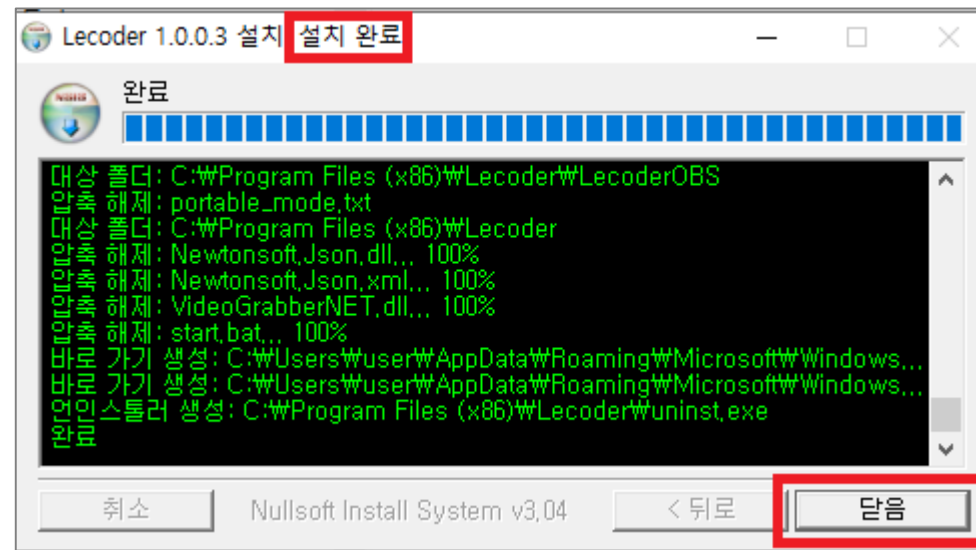 Lecoder 1.0.0.3 설치 설치 완료
완료
대상 폴더: C:₩Program Files (x86)₩Lecoder₩LecoderOBS
압축 해제: portable_mode.txt
대상 폴더: C:₩Program Files (x86)₩Lecoder
압축 해제: Newtonsoft.Json.dll... 100%
압축 해제: Newtonsoft.Json.xml... 100%
압축 해제: VideoGrabberNET.dll... 100%
압축 해제: start.bat... 100%
바로 가기 생성: C:₩Users₩user₩AppData₩Roaming₩Microsoft₩Windows...
바로 가기 생성: C:₩Users₩user₩AppData₩Roaming₩Microsoft₩Windows...
언인스톨러 생성: C:₩Program Files (x86)₩Lecoder₩uninst.exe
완료
취소 Nullsoft Install System v3.04 < 뒤로 닫음